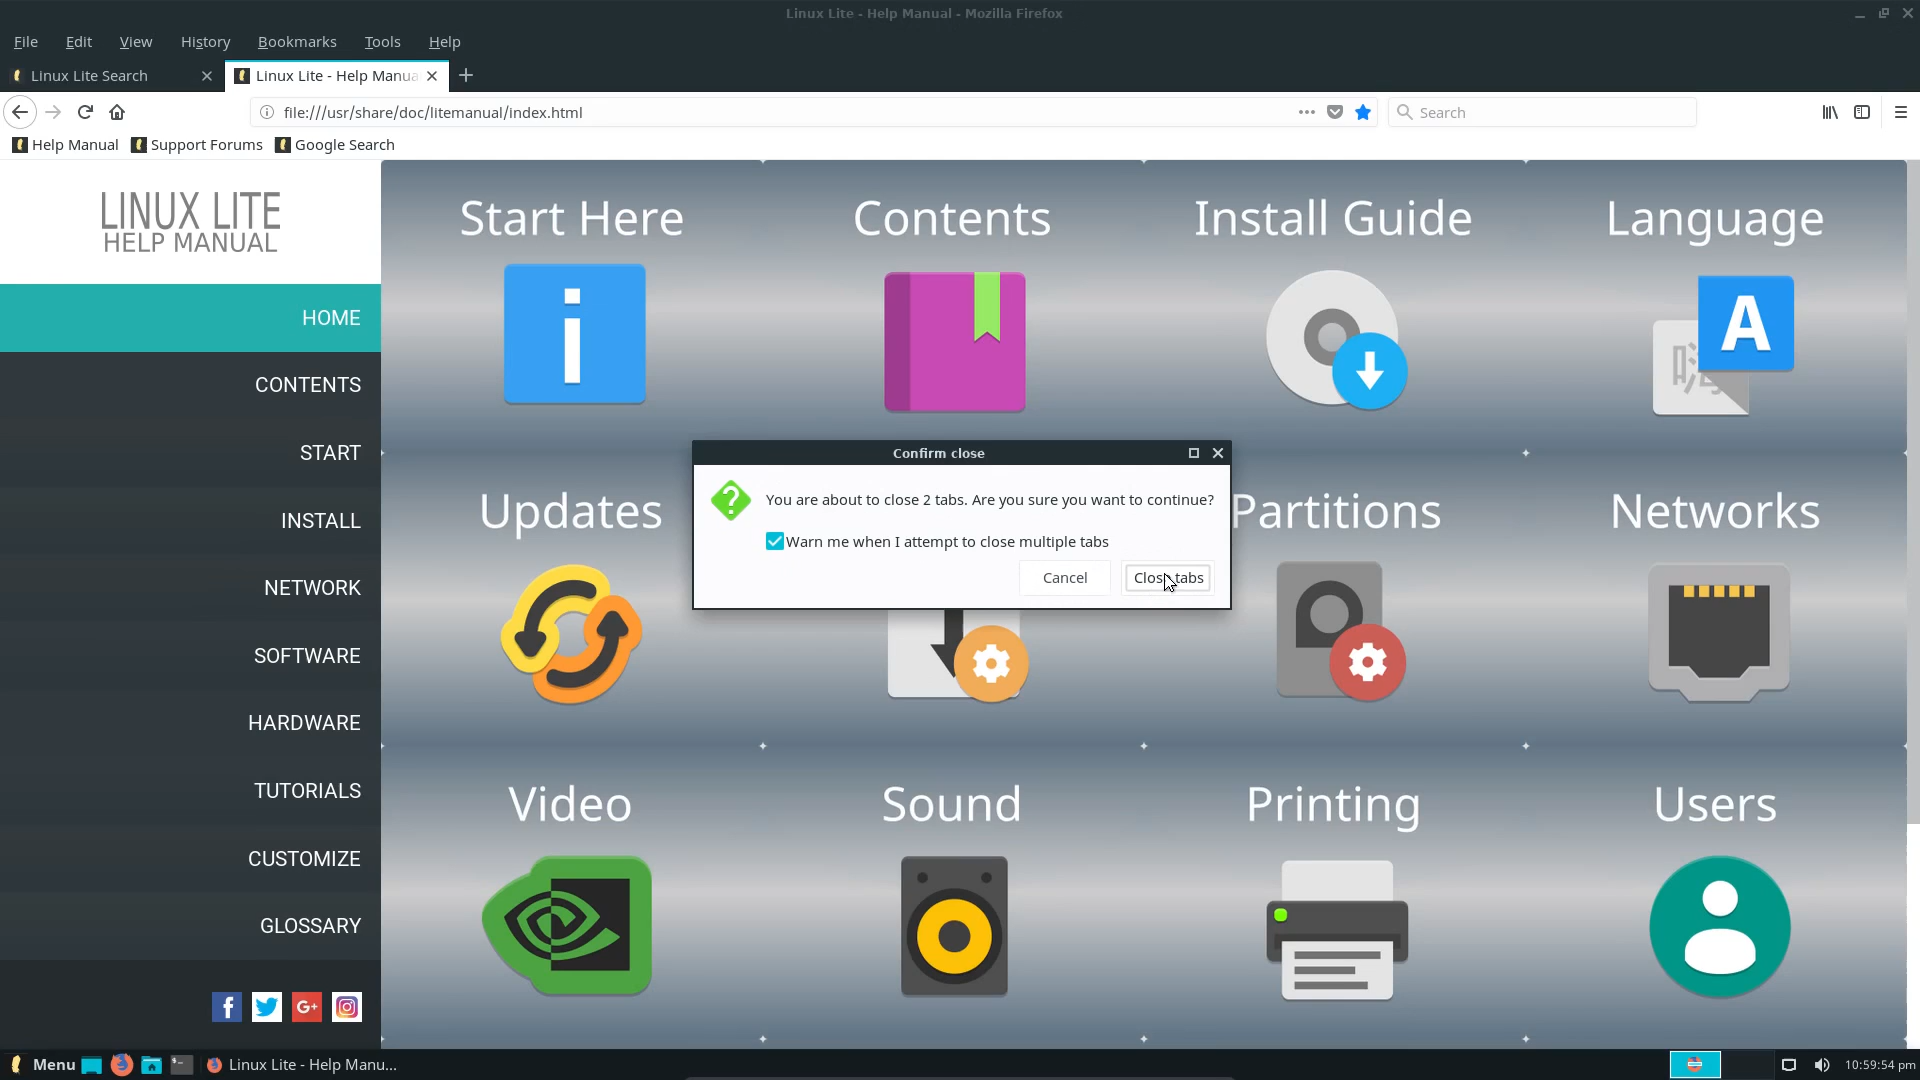 Linux Lite - Help Manual - Mozilla Firefox
File Edit View History Bookmarks Tools Help
Linux Lite Search
Linux Lite - Help Manua
file:///usr/share/doc/litemanual/index.html
Search
Help Manual Support Forums Google Search
LINUX LITE
HELP MANUAL
HOME
CONTENTS
START
INSTALL
NETWORK
SOFTWARE
HARDWARE
TUTORIALS
CUSTOMIZE
GLOSSARY
Start Here Contents Install Guide Language
i
A
Confirm close
?
You are about to close 2 tabs. Are you sure you want to continue?
Warn me when I attempt to close multiple tabs
Cancel Close tabs
Updates Partitions Networks
Video Sound Printing Users
f G+
Menu
Linux Lite - Help Manu...
10:59:54 pm